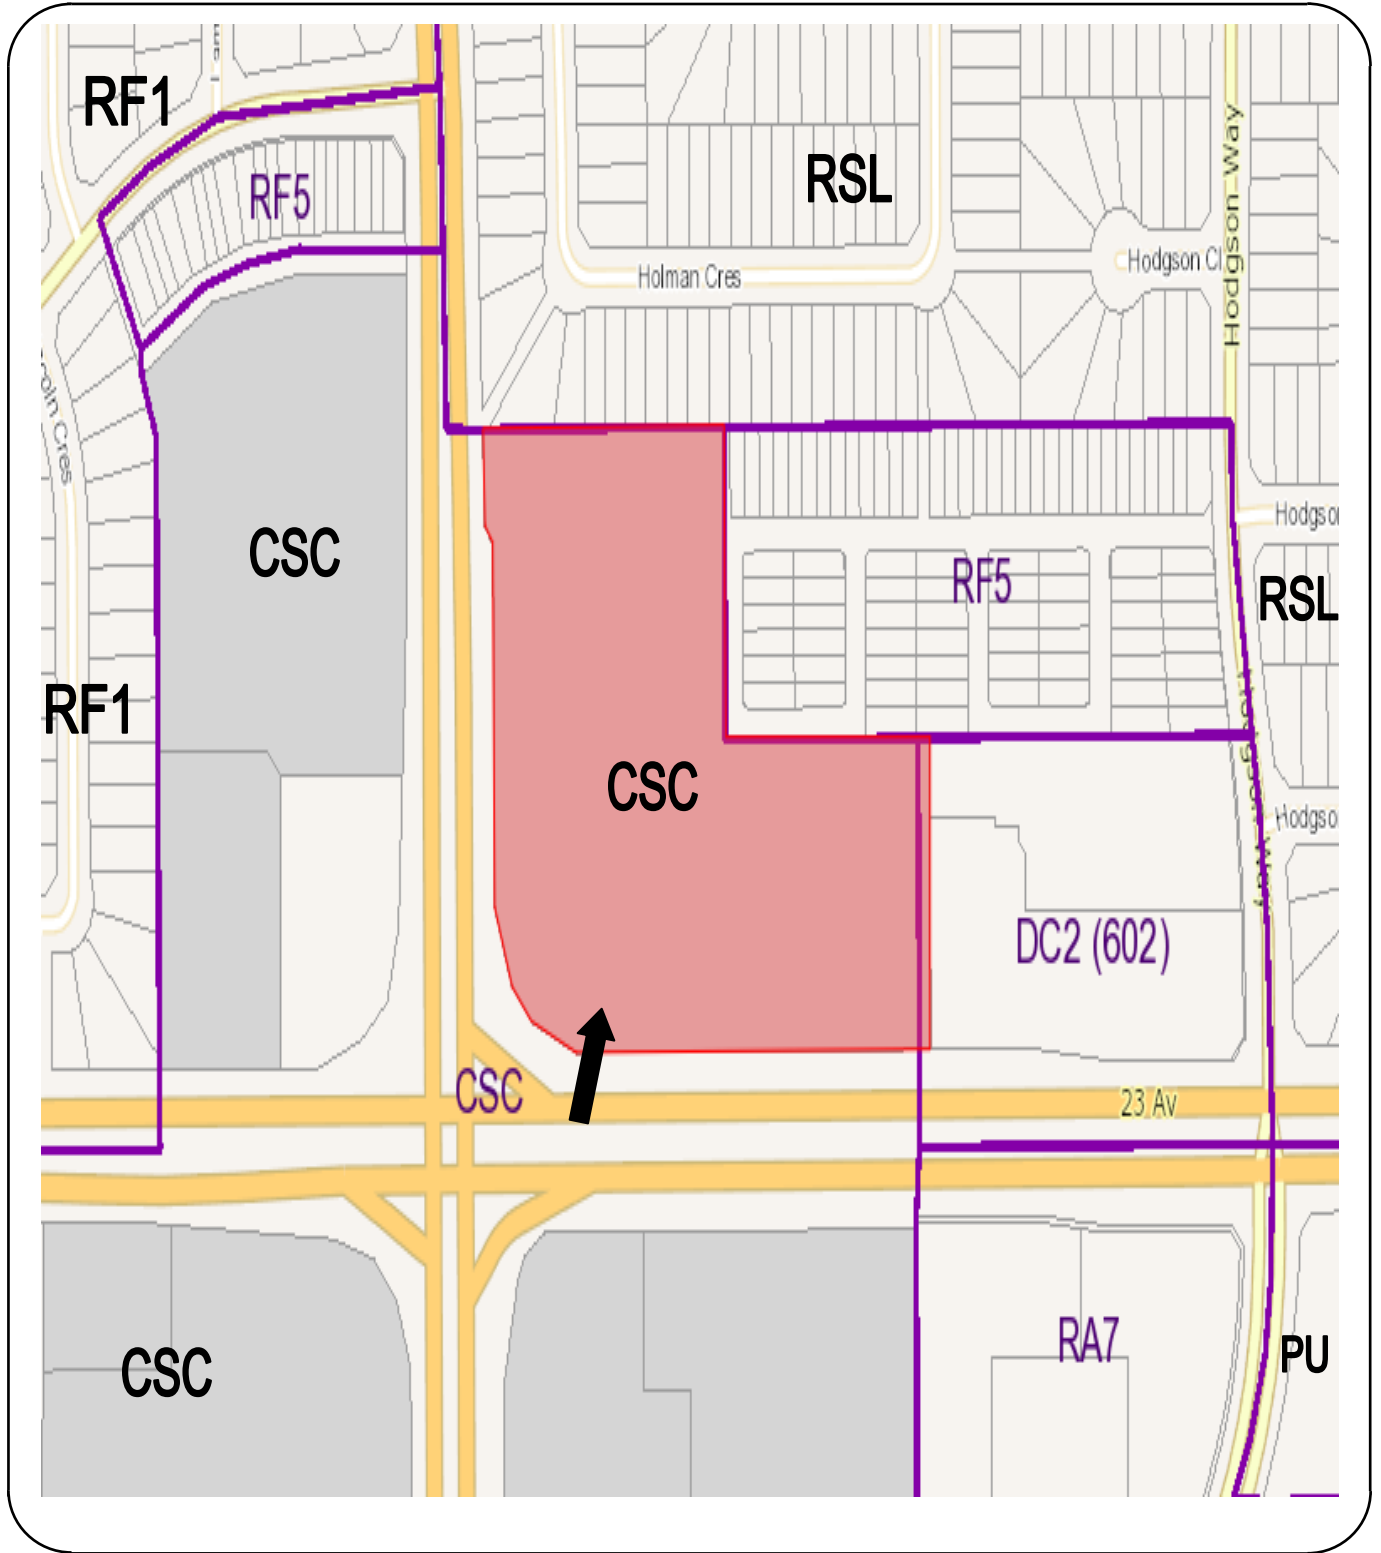 RF1
RF5
RSL
Hodgson Way
Holman Cres
Hodgson Cl
Cres
CSC
RF5
Hodgso
RSL
RF1
CSC
Hodgso
DC2 (602)
CSC
23 Av
RA7
PU
CSC